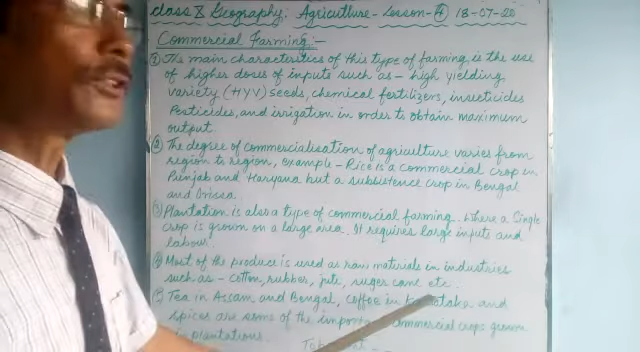 Class X Geography: Agriculture - Lesson - 4 18-07-20
Commercial Farming:-
① The main characteristics of this type of farming is the use
of higher doses of inputs such as - high yielding
variety (HYV) seeds, chemical fertilizers, insecticides
Pesticides, and irrigation in order to obtain maximum
output.
② The degree of commercialisation of agriculture varies from
region to region, example - Rice is a commercial crop in
Punjab and Haryana but a subsistence crop in Bengal
and Orissa
③ Plantation is also a type of commercial farming. Where a Single
crop is grown on a large area. It requires large inputs and
labour
④ Most of the produce is used as raw materials in industries
such as - cotton, rubber, jute, suger cane etc.
⑤ Tea in Assam and Bengal, coffee in and
spices are some of the commercial crops grown
in plantations.